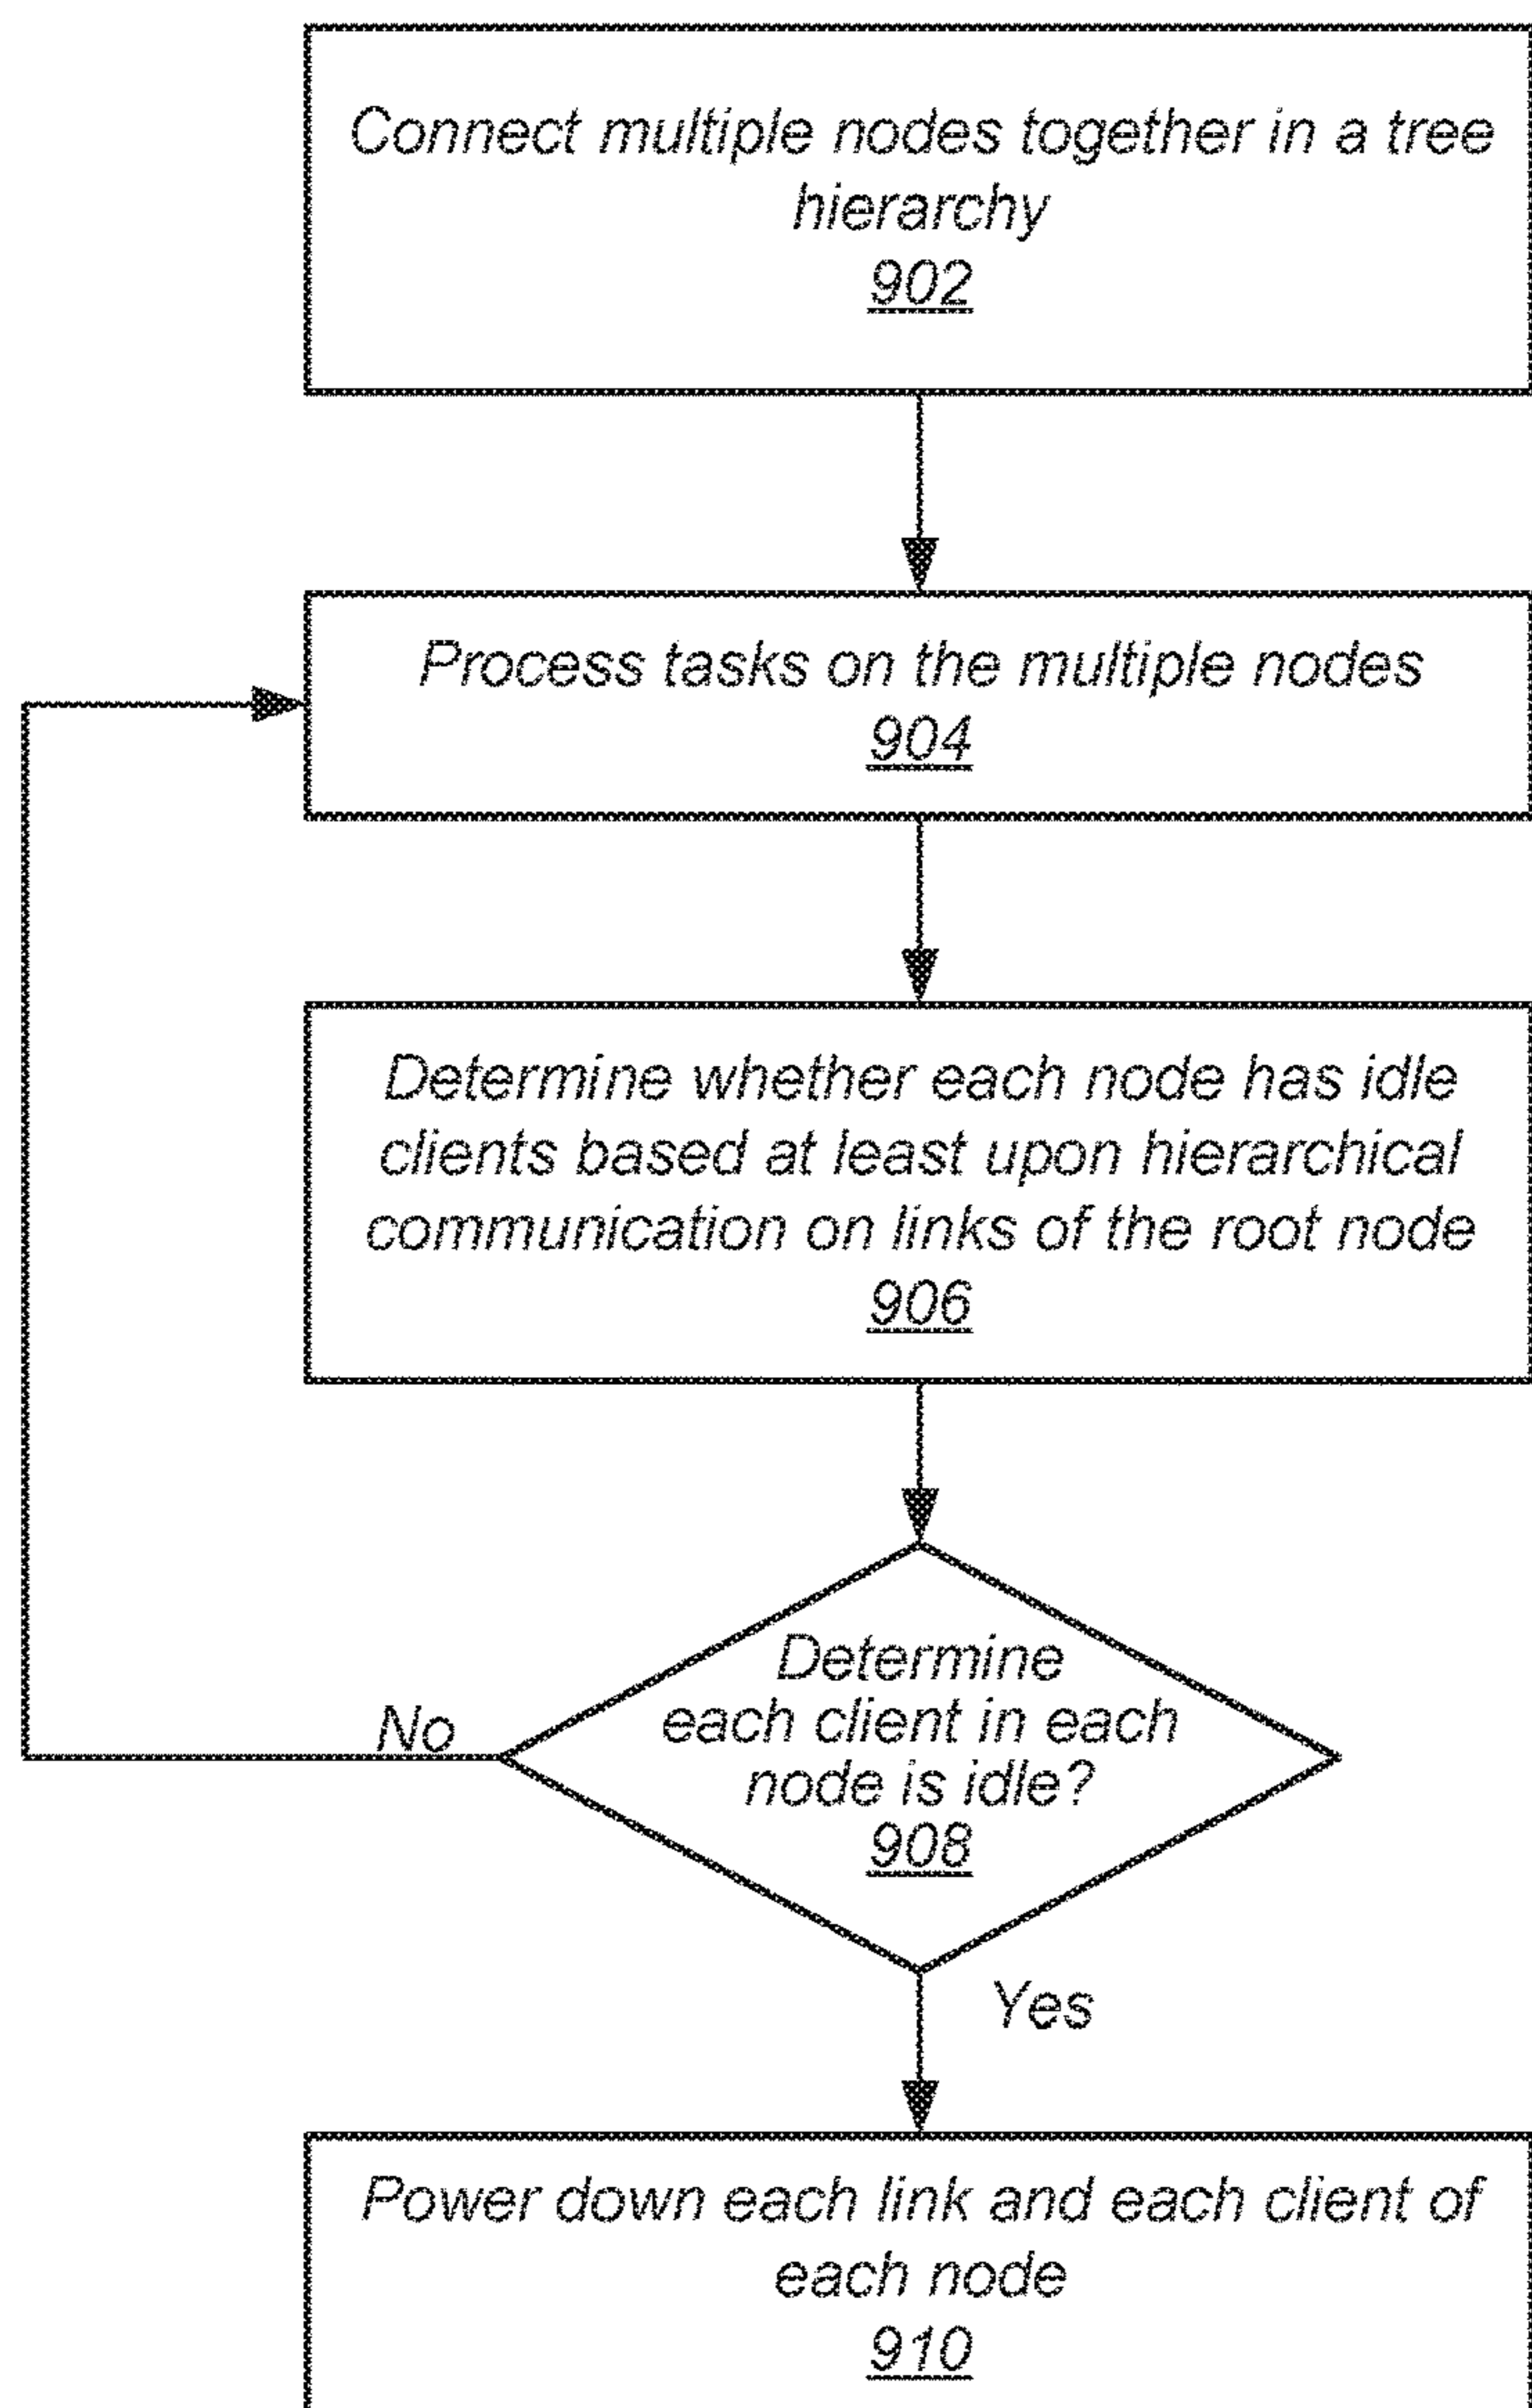 Connect multiple nodes together in a tree
hierarchy
902
Process tasks on the multiple nodes
904
Determine whether each node has idle
clients based at least upon hierarchical
communication on links of the root node
906
Determine
each client in each
node is idle?
908
No
Yes
Power down each link and each client of
each node
910